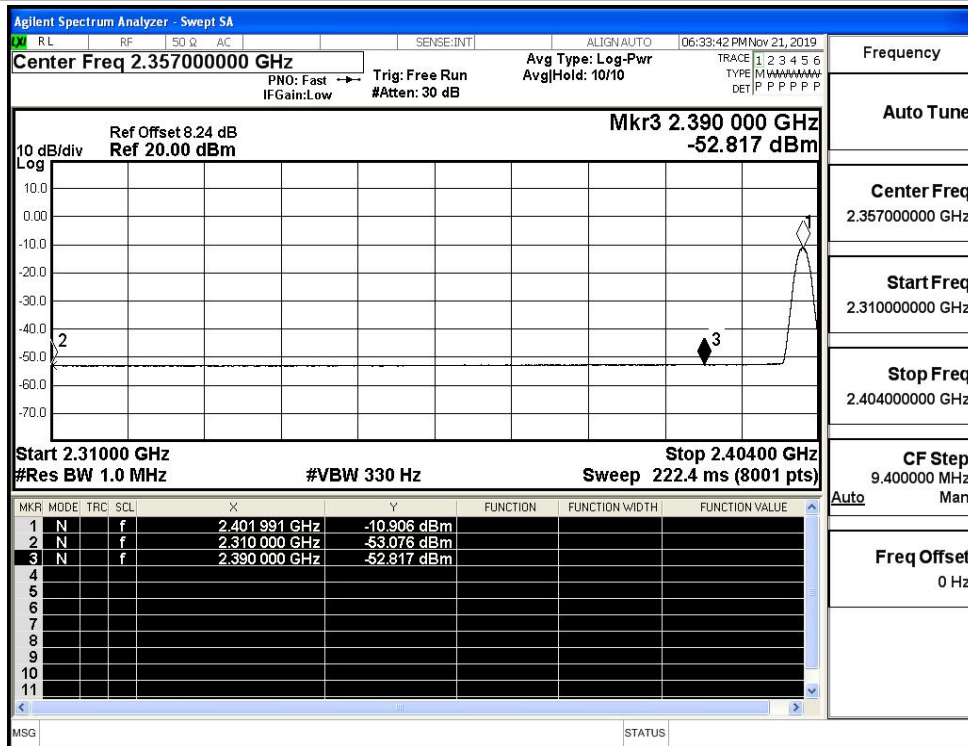 Agilent Spectrum Analyzer - Swept SA
LXI RL RF 50 Ω AC SENSE:INT ALIGN AUTO 06:33:42 PM Nov 21, 2019
Center Freq 2.357000000 GHz
PNO: Fast
IFGain:Low
Trig: Free Run
#Atten: 30 dB
Avg Type: Log-Pwr
Avg|Hold: 10/10
TRACE 1 2 3 4 5 6
TYPE M WWWWW
DET P P P P P P
Ref Offset 8.24 dB
10 dB/div Ref 20.00 dBm
Log
Mkr3 2.390 000 GHz
-52.817 dBm
10.0
0.00
-10.0
-20.0
-30.0
-40.0
-50.0
-60.0
-70.0
1
2
3
Start 2.31000 GHz Stop 2.40400 GHz
#Res BW 1.0 MHz #VBW 330 Hz Sweep 222.4 ms (8001 pts)
MKR MODE TRC SCL X Y FUNCTION FUNCTION WIDTH FUNCTION VALUE
1 N f 2.401 991 GHz -10.906 dBm
2 N f 2.310 000 GHz -53.076 dBm
3 N f 2.390 000 GHz -52.817 dBm
4
5
6
7
8
9
10
11
MSG STATUS
Frequency
Auto Tune
Center Freq
2.357000000 GHz
Start Freq
2.310000000 GHz
Stop Freq
2.404000000 GHz
CF Step
9.400000 MHz
Auto Man
Freq Offset
0 Hz